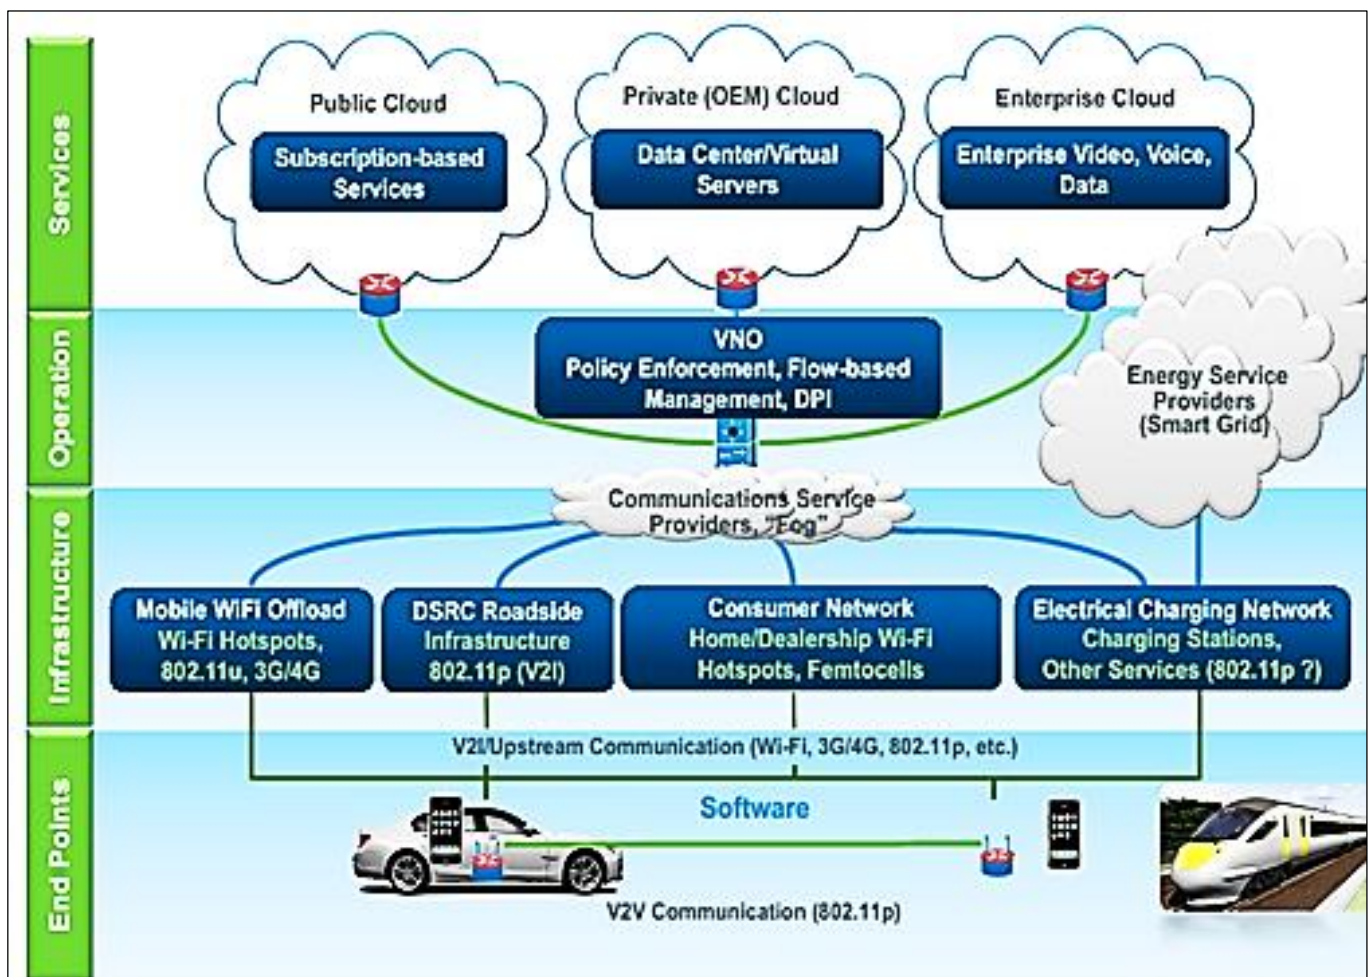 Services
Public Cloud
Subscription-based
Services
Private (OEM) Cloud
Data Center/Virtual
Servers
Enterprise Cloud
Enterprise Video, Voice,
Data
Operation
VNO
Policy Enforcement, Flow-based
Management, DPI
Energy Service
Providers
(Smart Grid)
Infrastructure
Communications Service
Providers, "Fog"
Mobile WiFi Offload
Wi-Fi Hotspots,
802.11u, 3G/4G
DSRC Roadside
Infrastructure
802.11p (V2I)
Consumer Network
Home/Dealership Wi-Fi
Hotspots, Femtocells
Electrical Charging Network
Charging Stations,
Other Services (802.11p ?)
End Points
V2I/Upstream Communication (Wi-Fi, 3G/4G, 802.11p, etc.)
Software
V2V Communication (802.11p)